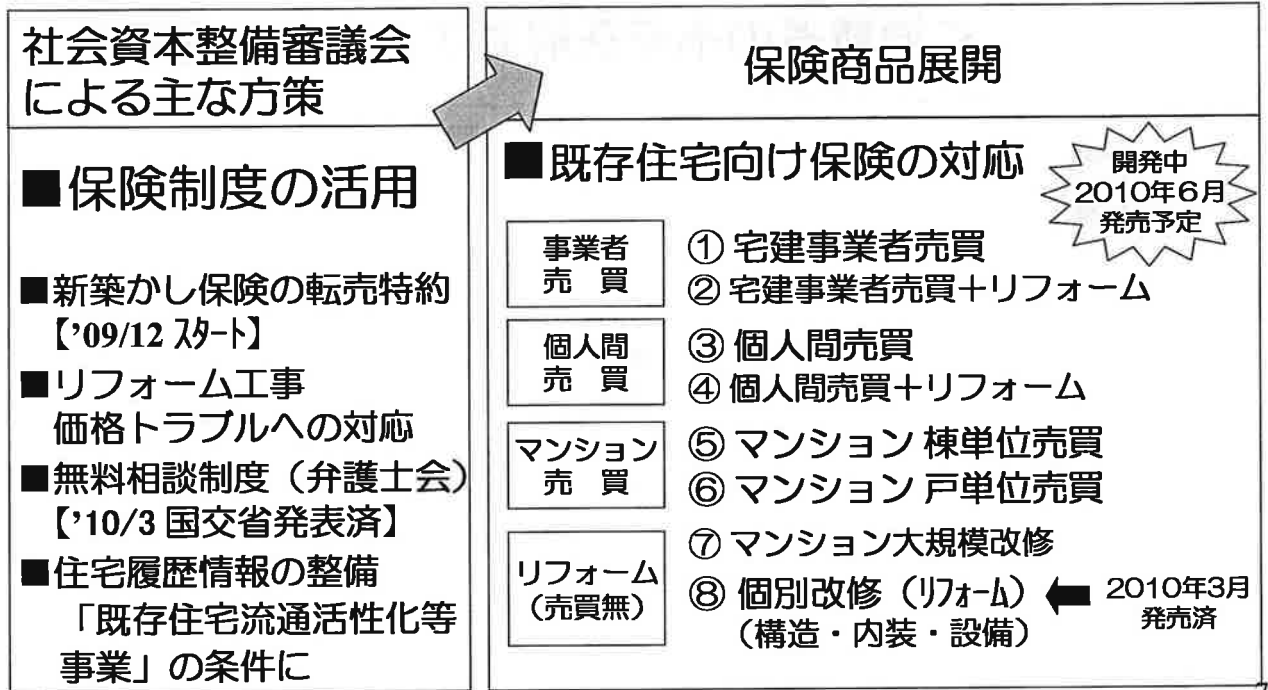 社会資本整備審議会
による主な方策
■保険制度の活用
■新築かし保険の転売特約
【’09/12 スタート】
■リフォーム工事
価格トラブルへの対応
■無料相談制度（弁護士会）
【’10/3 国交省発表済】
■住宅履歴情報の整備
「既存住宅流通活性化等
事業」の条件に
保険商品展開
■既存住宅向け保険の対応
開発中
2010年6月
発売予定
事業者
売 買
① 宅建事業者売買
② 宅建事業者売買＋リフォーム
個人間
売 買
③ 個人間売買
④ 個人間売買＋リフォーム
マンション
売 買
⑤ マンション 棟単位売買
⑥ マンション 戸単位売買
リフォーム
（売買無）
⑦ マンション大規模改修
⑧ 個別改修（リフォーム）
（構造・内装・設備）
2010年3月
発売済